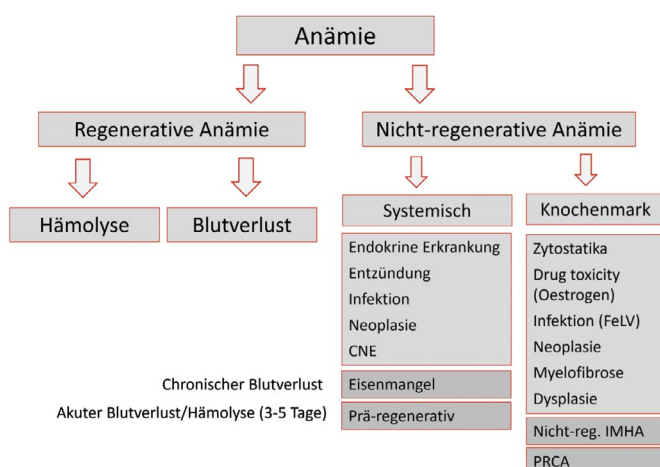 Anämie
Regenerative Anämie
Nicht-regenerative Anämie
Hämolyse
Blutverlust
Systemisch
Knochenmark
Endokrine Erkrankung
Entzündung
Infektion
Neoplasie
CNE
Zytostatika
Drug toxicity
(Oestrogen)
Infektion (FeLV)
Neoplasie
Myelofibrose
Dysplasie
Chronischer Blutverlust
Eisenmangel
Akuter Blutverlust/Hämolyse (3-5 Tage)
Prä-regenerativ
Nicht-reg. IMHA
PRCA